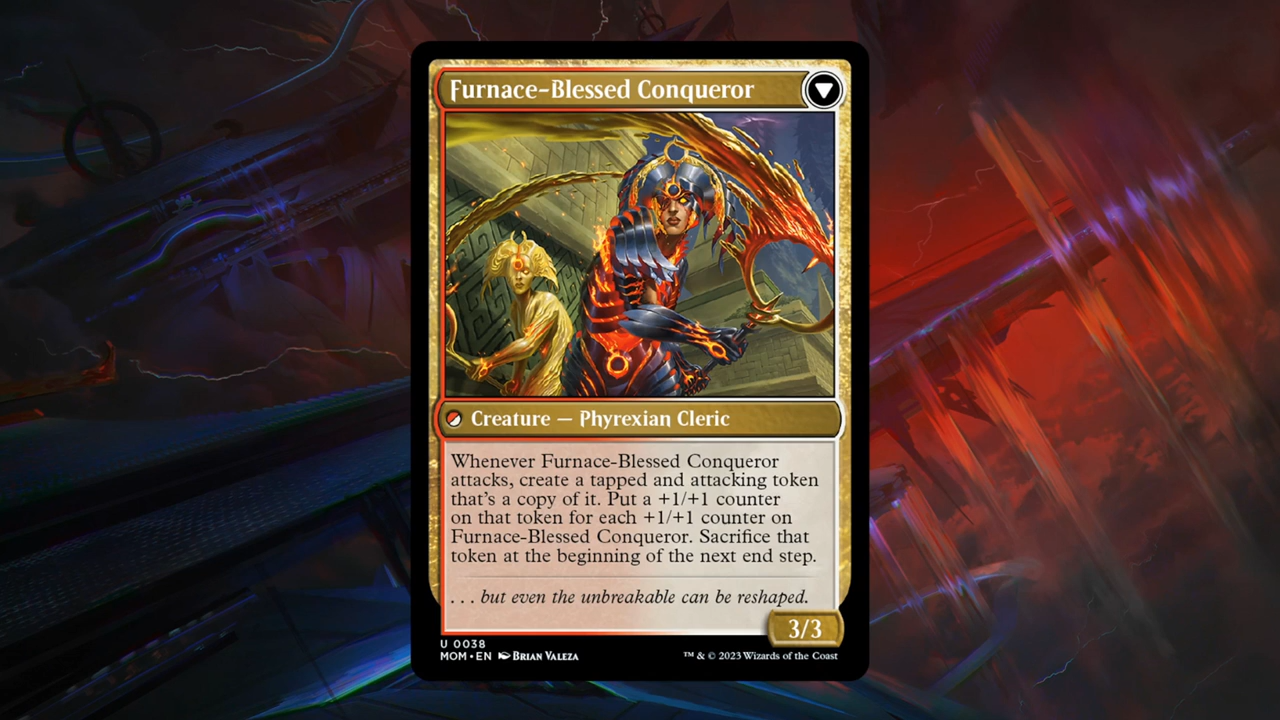 Furnace-Blessed Conqueror
Creature — Phyrexian Cleric
Whenever Furnace-Blessed Conqueror
attacks, create a tapped and attacking token
that's a copy of it. Put a +1/+1 counter
on that token for each +1/+1 counter on
Furnace-Blessed Conqueror. Sacrifice that
token at the beginning of the next end step.
. . . but even the unbreakable can be reshaped.
3/3
U 0038
MOM • EN Brian Valeza
™ & © 2023 Wizards of the Coast